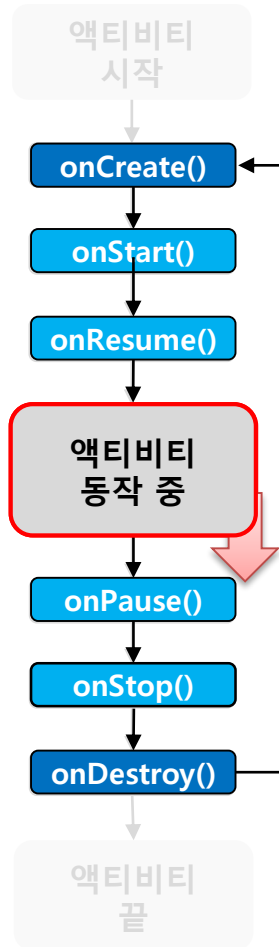 액티비티
시작
onCreate()
onStart()
onResume()
액티비티
동작 중
onPause()
onStop()
onDestroy()
액티비티
끝